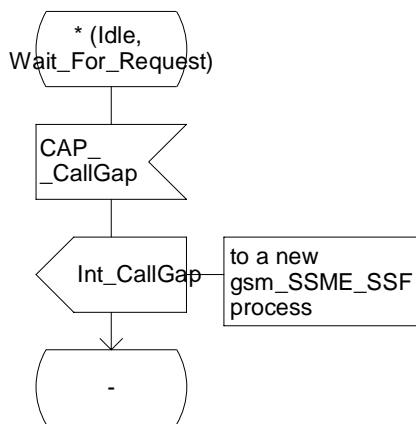 * (Idle,
Wait_For_Request)
CAP_
_CallGap
Int_CallGap
to a new
gsm_SSME_SSF
process
-